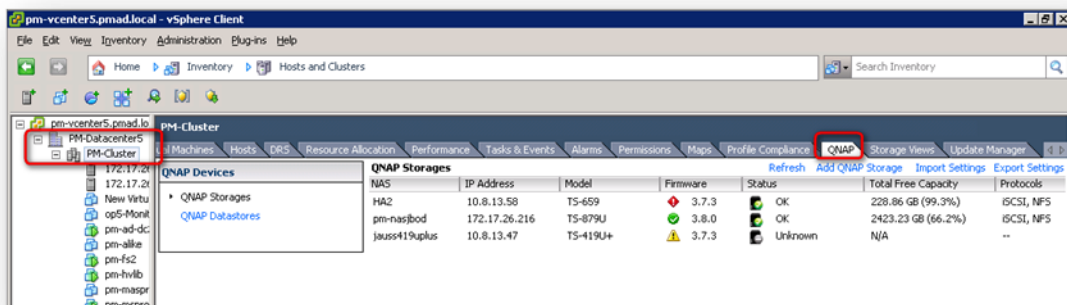 pm-vcenter5.pmad.local - vSphere Client
File Edit View Inventory Administration Plug-ins Help
Home Inventory Hosts and Clusters Search Inventory
pm-vcenter5.pmad.lo
PM-Datacenter5
PM-Cluster
172.17.2
172.17.2
New Virtu
op5-Monit
pm-ad-dc
pm-alike
pm-fs2
pm-hvlib
pm-maspr
PM-Cluster
Machines Hosts DRS Resource Allocation Performance Tasks & Events Alarms Permissions Maps Profile Compliance QNAP Storage Views Update Manager
QNAP Devices
QNAP Storages
QNAP Datastores
QNAP Storages Refresh Add QNAP Storage Import Settings Export Settings
NAS IP Address Model Firmware Status Total Free Capacity Protocols
HA2 10.8.13.58 TS-659 3.7.3 OK 228.86 GB (99.3%) iSCSI, NFS
pm-nasjbod 172.17.26.216 TS-879U 3.8.0 OK 2423.23 GB (66.2%) iSCSI, NFS
jauss419uplus 10.8.13.47 TS-419U+ 3.7.3 Unknown N/A --